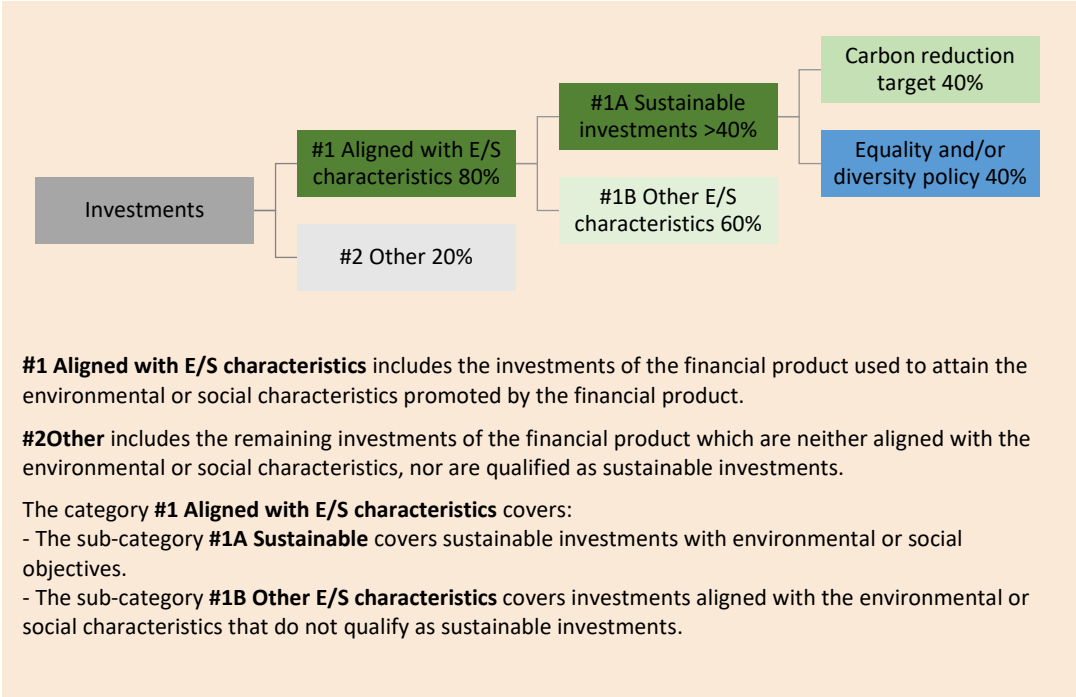 Carbon reduction
target 40%
#1A Sustainable
investments >40%
#1 Aligned with E/S
characteristics 80%
Equality and/or
diversity policy 40%
Investments
#1B Other E/S
characteristics 60%
#2 Other 20%
#1 Aligned with E/S characteristics includes the investments of the financial product used to attain the
environmental or social characteristics promoted by the financial product.
#2Other includes the remaining investments of the financial product which are neither aligned with the
environmental or social characteristics, nor are qualified as sustainable investments.
The category #1 Aligned with E/S characteristics covers:
- The sub-category #1A Sustainable covers sustainable investments with environmental or social
objectives.
- The sub-category #1B Other E/S characteristics covers investments aligned with the environmental or
social characteristics that do not qualify as sustainable investments.